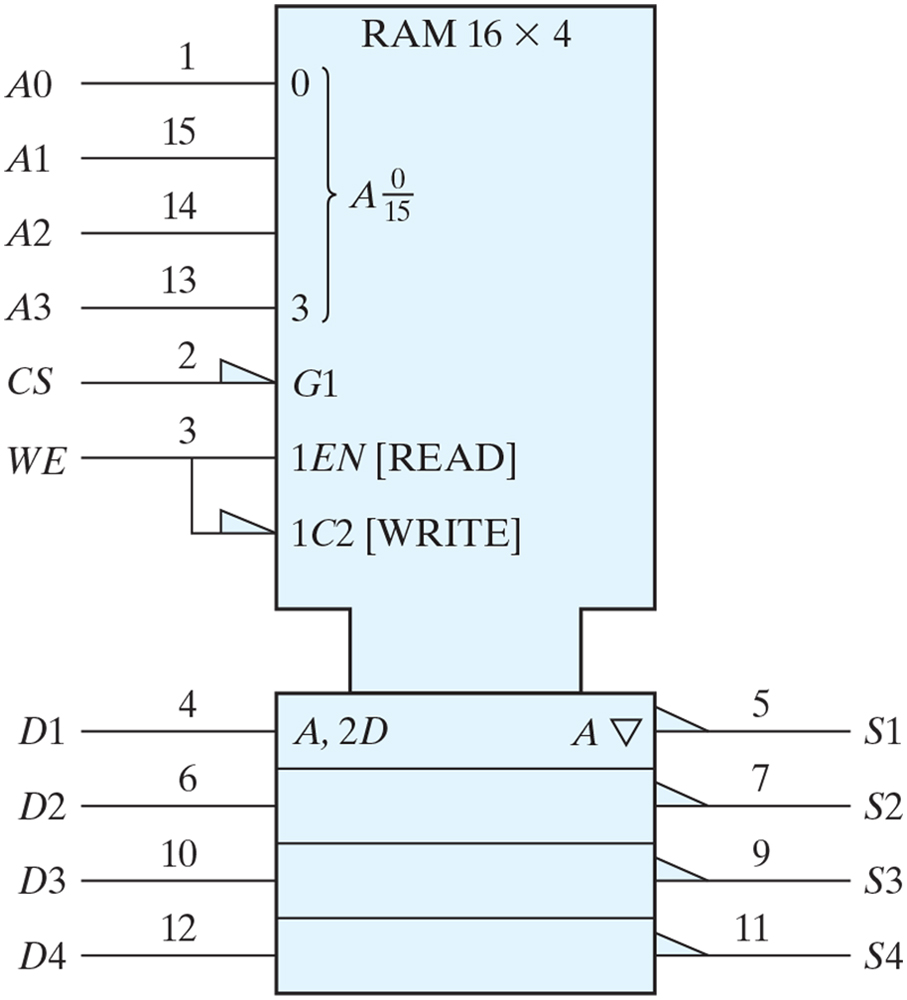 RAM 16 × 4
A0 1 0
A1 15
A 0/15
A2 14
A3 13 3
CS 2 G1
WE 3 1EN [READ]
1C2 [WRITE]
D1 4 A, 2D A ▽ 5 S1
D2 6 7 S2
D3 10 9 S3
D4 12 11 S4